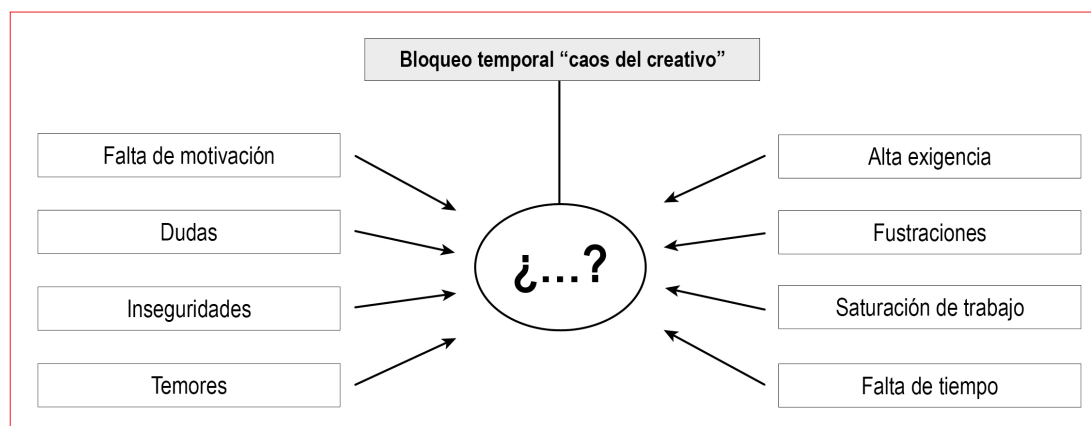 Bloqueo temporal “caos del creativo”
Falta de motivación
Dudas
Inseguridades
Temores
¿...?
Alta exigencia
Fustraciones
Saturación de trabajo
Falta de tiempo